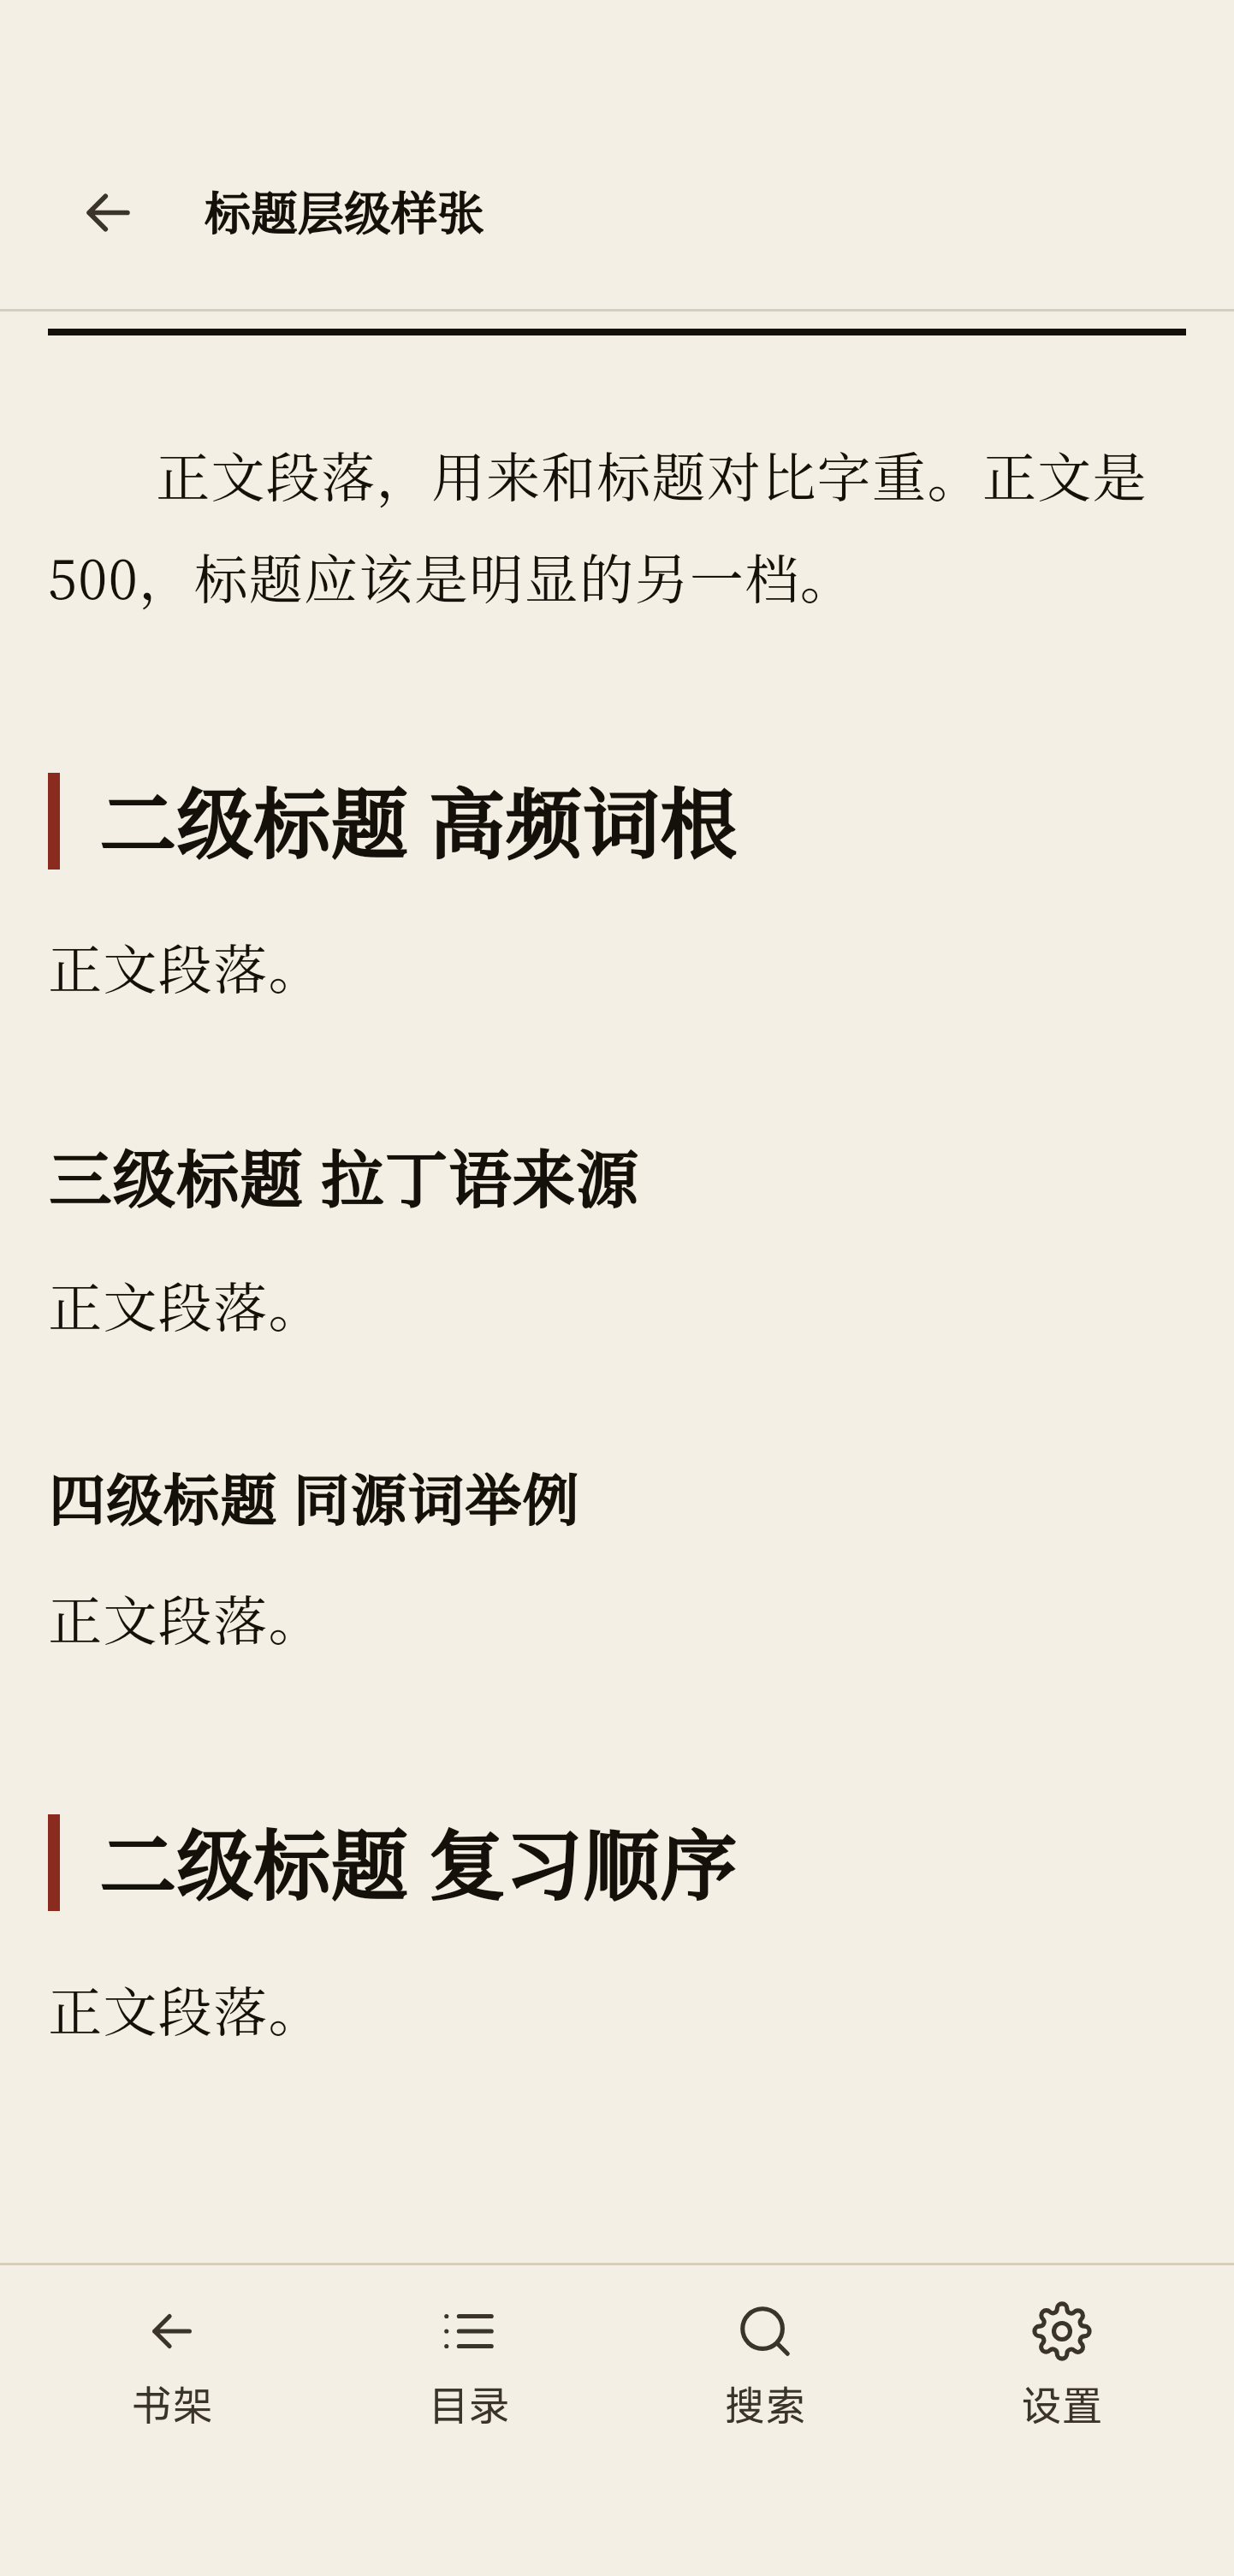 标题层级样张
正文段落，用来和标题对比字重。正文是
500，标题应该是明显的另一档。
二级标题 高频词根
正文段落。
三级标题 拉丁语来源
正文段落。
四级标题 同源词举例
正文段落。
二级标题 复习顺序
正文段落。
书架 目录 搜索 设置